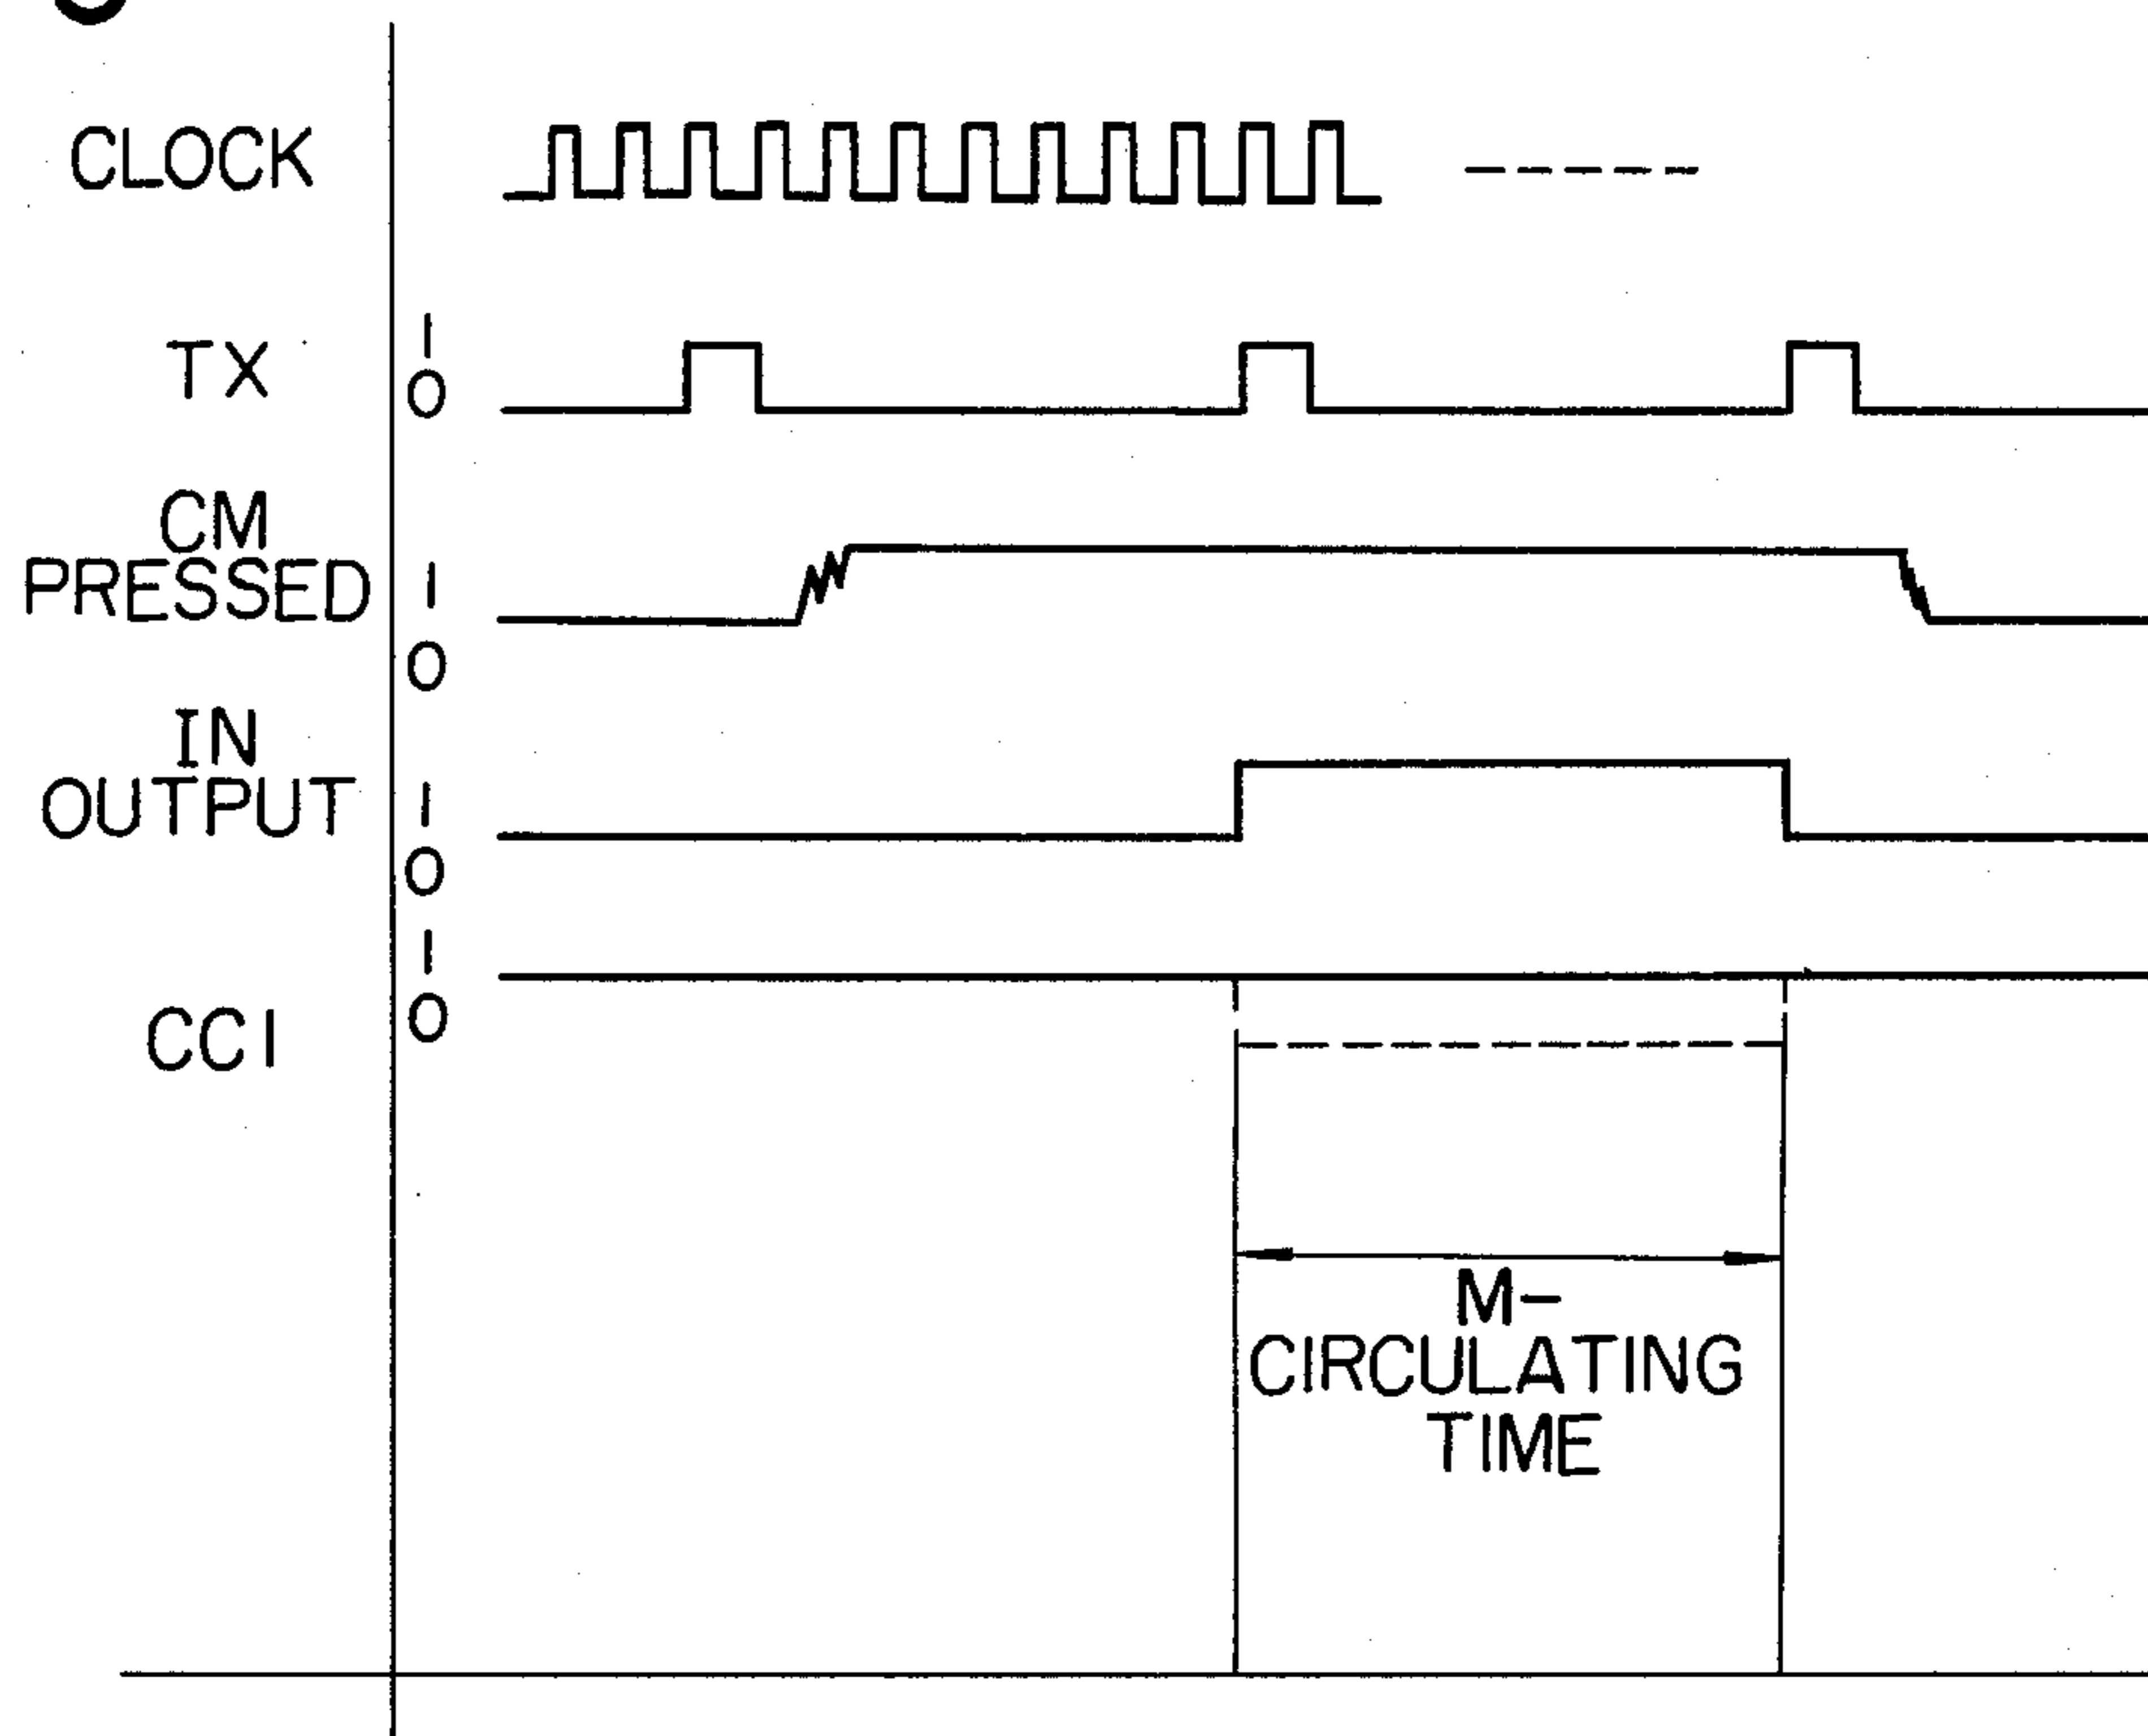 CLOCK
TX
1
0
CM
PRESSED
1
0
IN
OUTPUT
1
0
CCI
1
0
M-
CIRCULATING
TIME